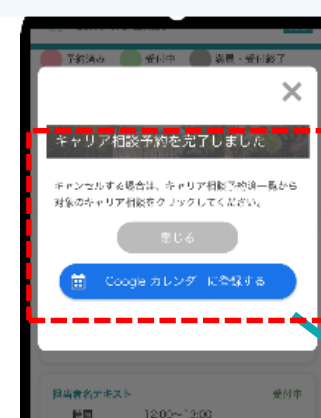 予約済み 受付中 満員・受付終了
キャリア相談予約を完了しました
キャンセルする場合は、キャリア相談予約済一覧から
対象のキャリア相談をクリックしてください。
閉じる
Google カレンダーに登録する
担当者名テキスト 受付中
時間 12:00~13:00